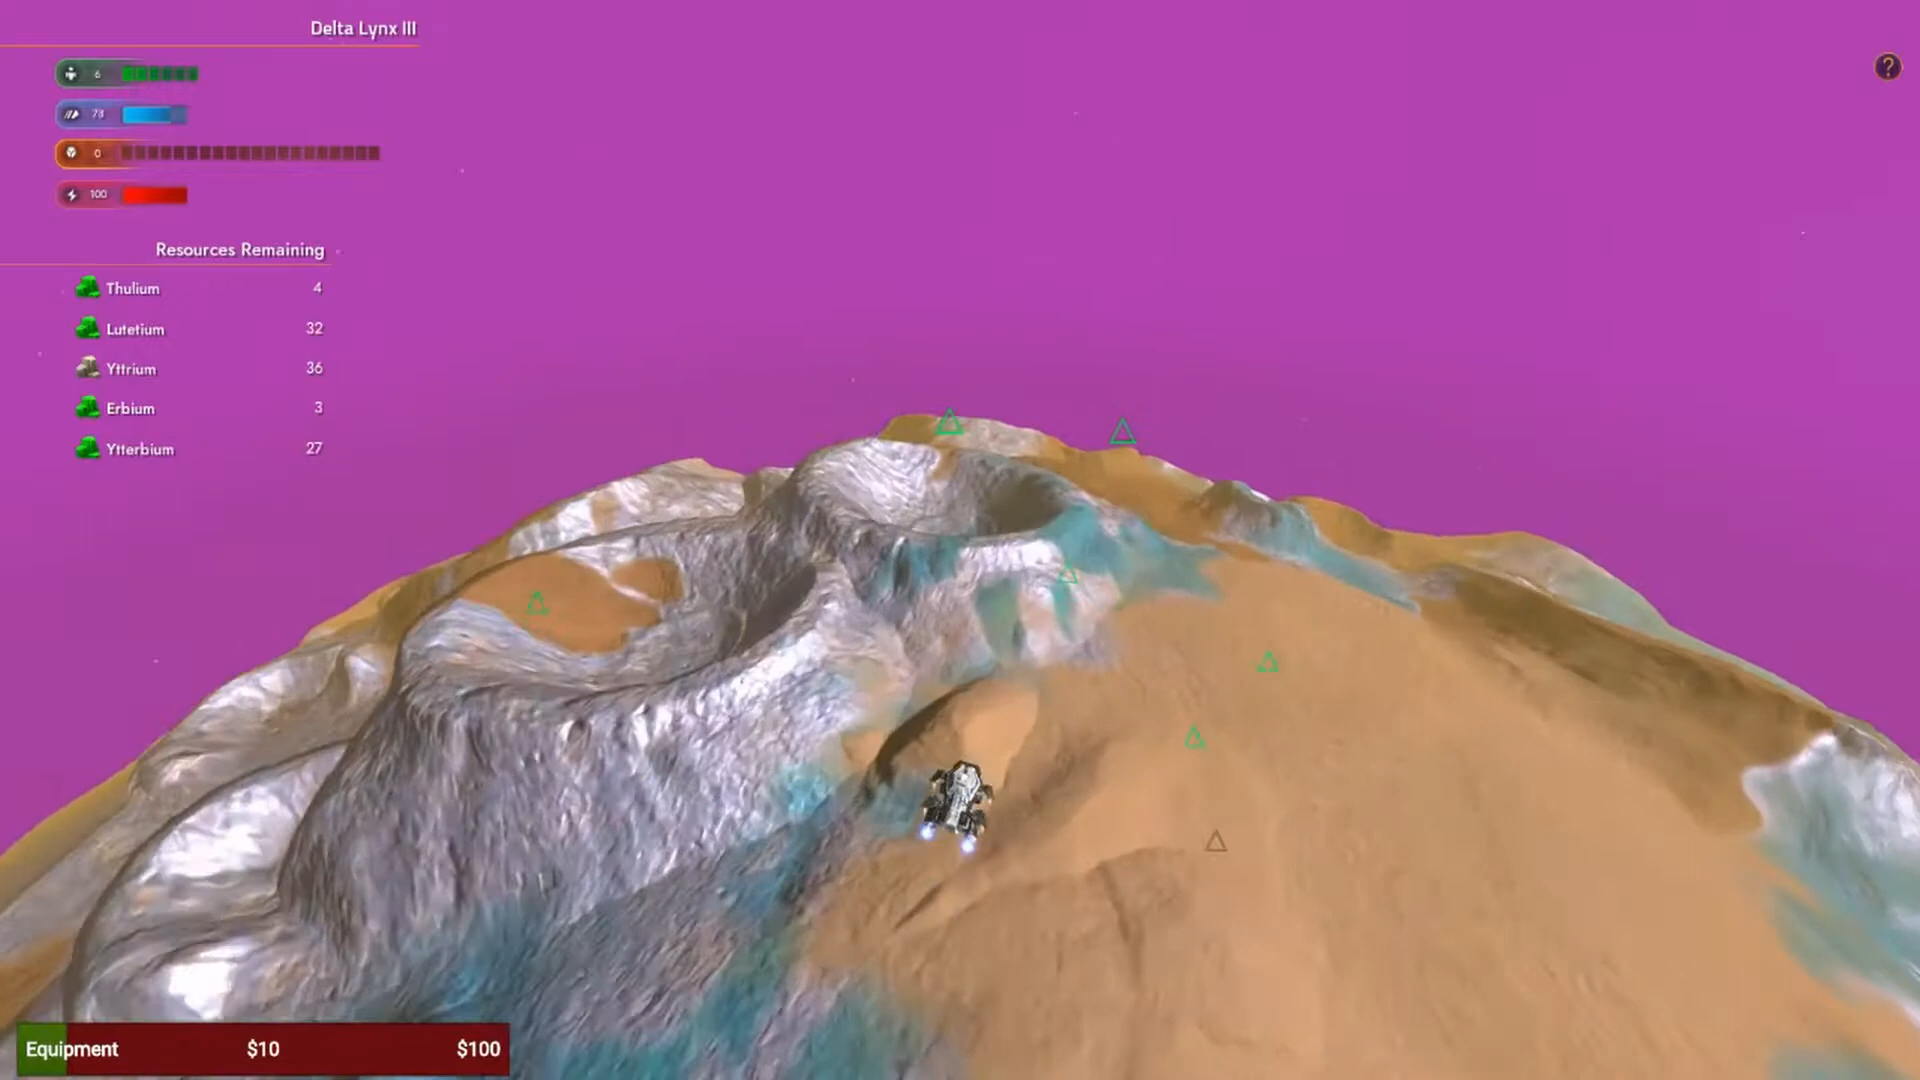 Delta Lynx III
?
6
73
0
100
Resources Remaining
Thulium 4
Lutetium 32
Yttrium 36
Erbium 3
Ytterbium 27
Equipment $10 $100